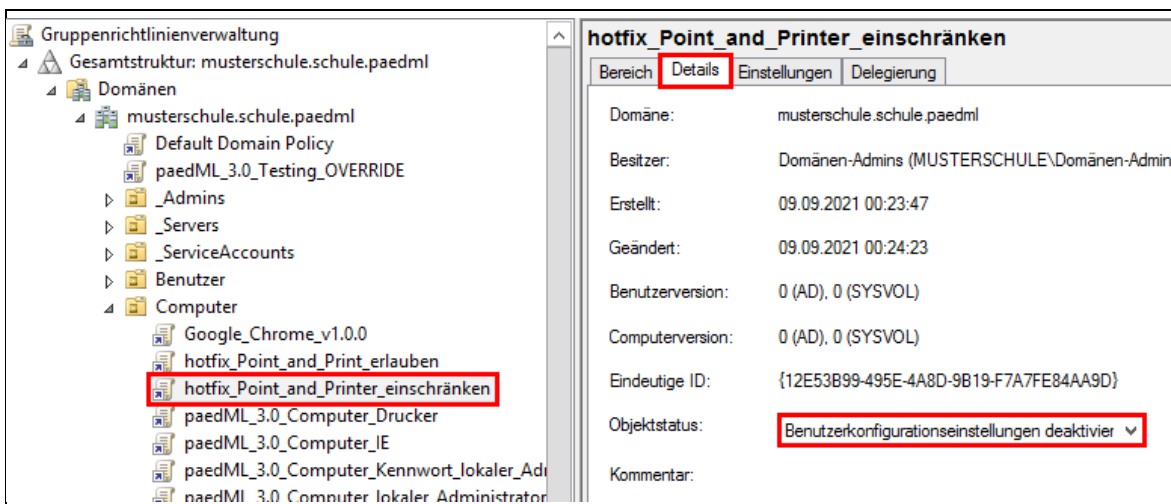 Gruppenrichtlinienverwaltung
Gesamtstruktur: musterschule.schule.paedml
Domänen
musterschule.schule.paedml
Default Domain Policy
paedML_3.0_Testing_OVERRIDE
_Admins
_Servers
_ServiceAccounts
Benutzer
Computer
Google_Chrome_v1.0.0
hotfix_Point_and_Print_erlauben
hotfix_Point_and_Printer_einschränken
paedML_3.0_Computer_Drucker
paedML_3.0_Computer_IE
paedML_3.0_Computer_Kennwort_lokaler_Adı
paedML_3.0_Computer_lokaler_Administrator
hotfix_Point_and_Printer_einschränken
Bereich Details Einstellungen Delegierung
Domäne: musterschule.schule.paedml
Besitzer: Domänen-Admins (MUSTERSCHULE\Domänen-Admin
Erstellt: 09.09.2021 00:23:47
Geändert: 09.09.2021 00:24:23
Benutzerversion: 0 (AD), 0 (SYSVOL)
Computerversion: 0 (AD), 0 (SYSVOL)
Eindeutige ID: {12E53B99-495E-4A8D-9B19-F7A7FE84AA9D}
Objektstatus: Benutzerkonfigurationseinstellungen deaktivier
Kommentar: